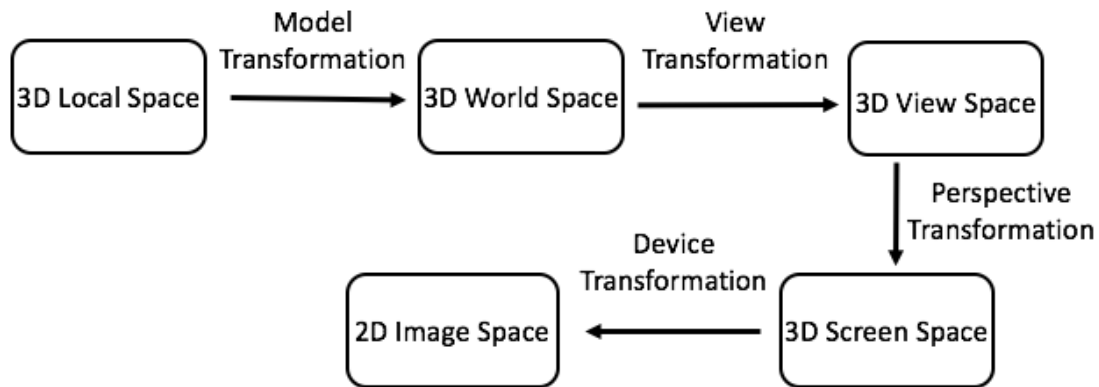 Model
Transformation
View
Transformation
3D Local Space
3D World Space
3D View Space
Perspective
Transformation
Device
Transformation
2D Image Space
3D Screen Space